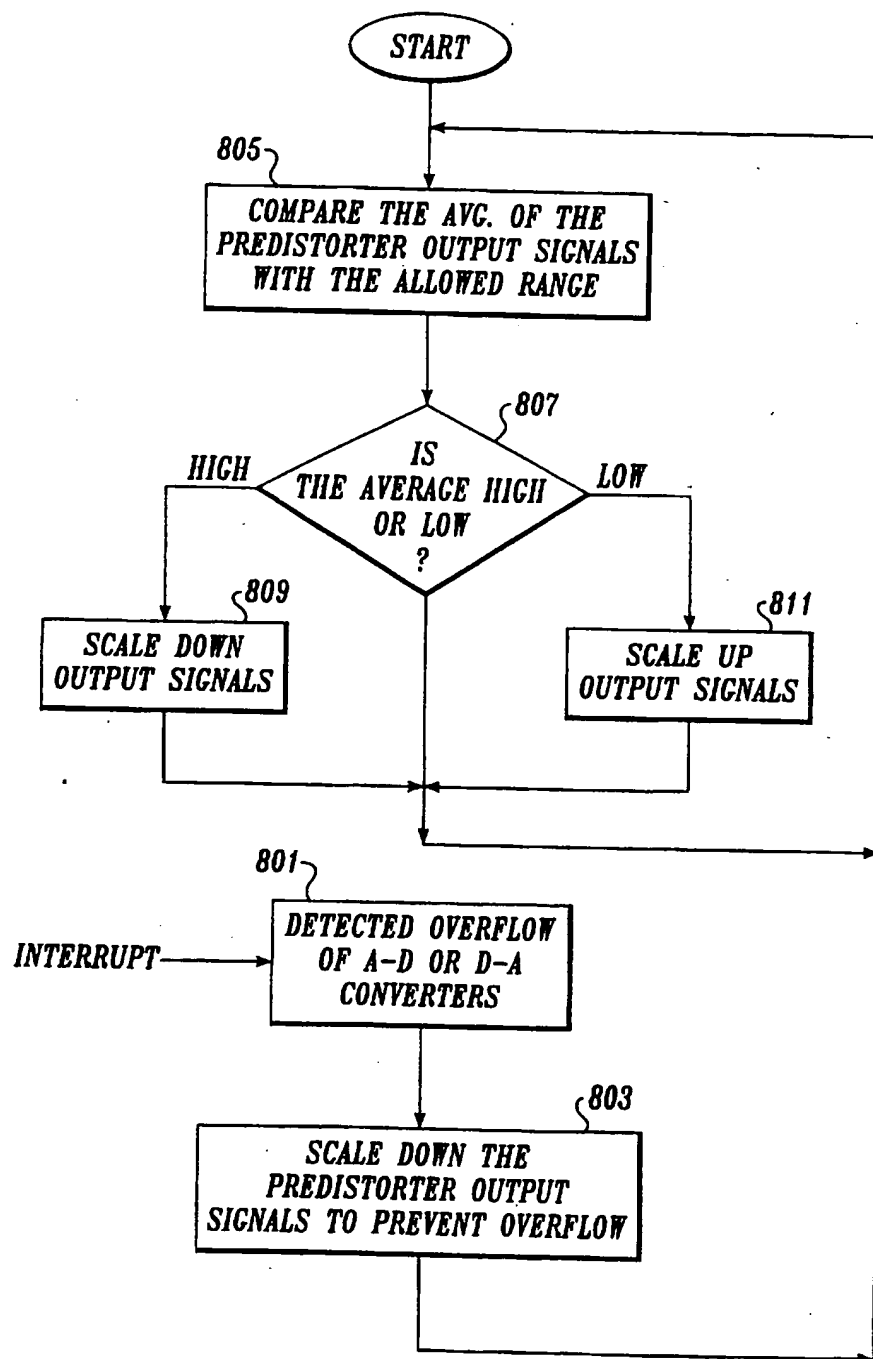 START
805
COMPARE THE AVG. OF THE
PREDISTORTER OUTPUT SIGNALS
WITH THE ALLOWED RANGE
807
IS
THE AVERAGE HIGH
OR LOW
?
HIGH
LOW
809
SCALE DOWN
OUTPUT SIGNALS
811
SCALE UP
OUTPUT SIGNALS
801
INTERRUPT
DETECTED OVERFLOW
OF A-D OR D-A
CONVERTERS
803
SCALE DOWN THE
PREDISTORTER OUTPUT
SIGNALS TO PREVENT OVERFLOW